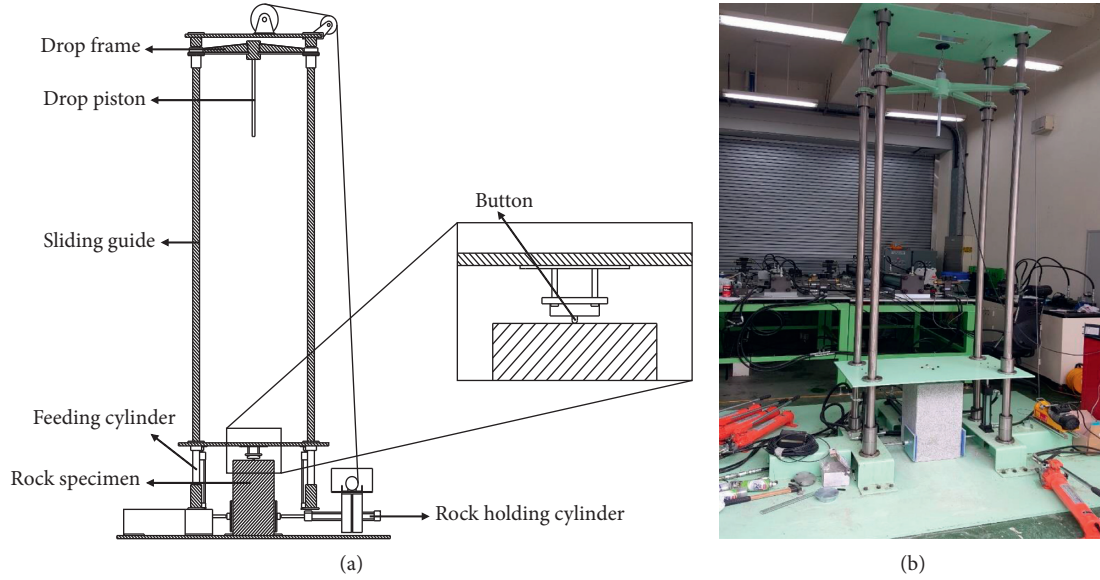 Drop frame
Drop piston
Button
Sliding guide
Feeding cylinder
Rock specimen
Rock holding cylinder
(a)
(b)